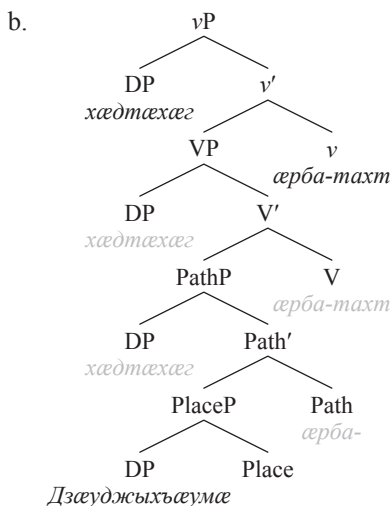 b.
vP
DP v′
хæдтæхæг
VP v
æрба-тахт
DP V′
хæдтæхæг
PathP V
æрба-тахт
DP Path′
хæдтæхæг
PlaceP Path
æрба-
DP Place
Дзæуджыхъæумæ